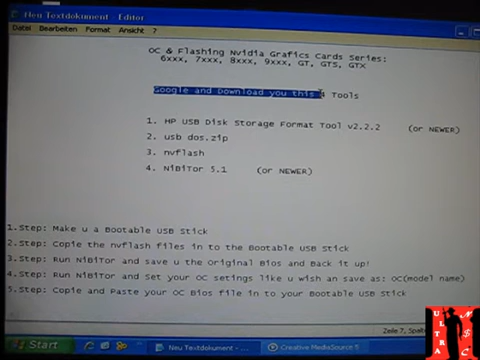 Neu Textdokument - Editor
Datei Bearbeiten Format Ansicht ?
OC & Flashing Nvidia Grafics Cards Series:
6xxx, 7xxx, 8xxx, 9xxx, GT, GTS, GTX
Google and Download you this 4 Tools
1. HP USB Disk Storage Format Tool v2.2.2 (or NEWER)
2. usb dos.zip
3. nvflash
4. NiBiTor 5.1 (or NEWER)
1.Step: Make u a Bootable USB Stick
2.Step: Copie the nvflash files in to the Bootable USB Stick
3.Step: Run NiBiTor and save u the Original Bios and Back it up!
4.Step: Run NiBiTor and Set your OC setings like u wish an save as: OC(model name)
5.Step: Copie and Paste your OC Bios file in to your Bootable USB Stick
Zeile 7, Spalte
Start
Neu Textdokument - ...
Creative MediaSource 5
ULTRA